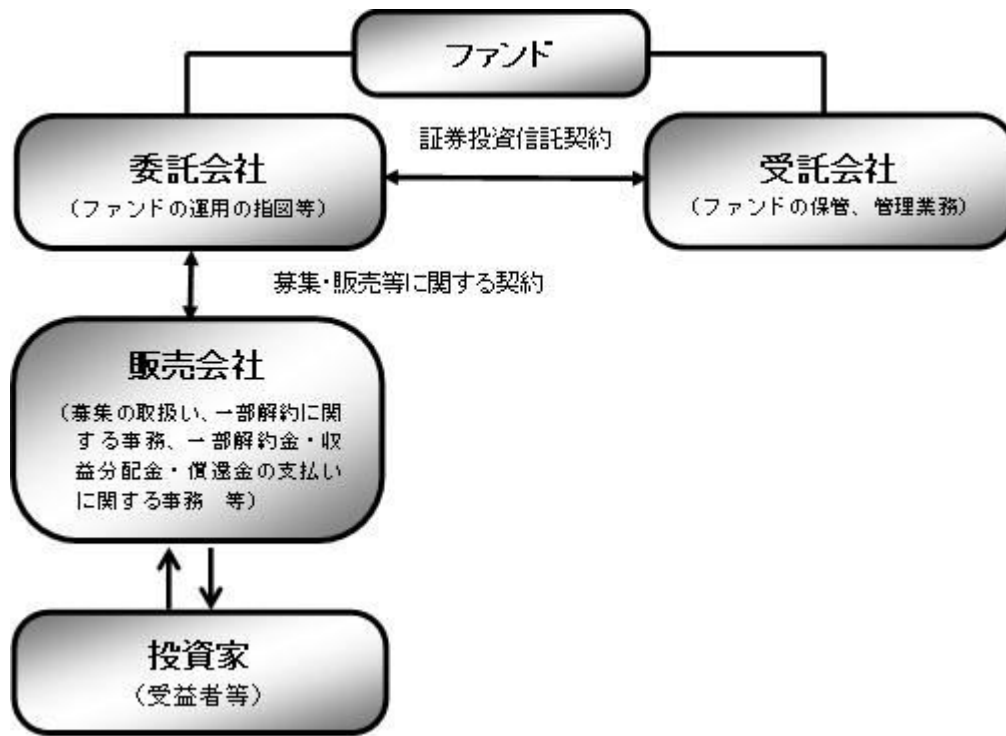 ファンド
証券投資信託契約
委託会社
（ファンドの運用の指図等）
受託会社
（ファンドの保管、管理業務）
募集・販売等に関する契約
販売会社
（募集の取扱い、一部解約に関
する事務、一部解約金・収
益分配金・償還金の支払い
に関する事務　等）
投資家
（受益者等）